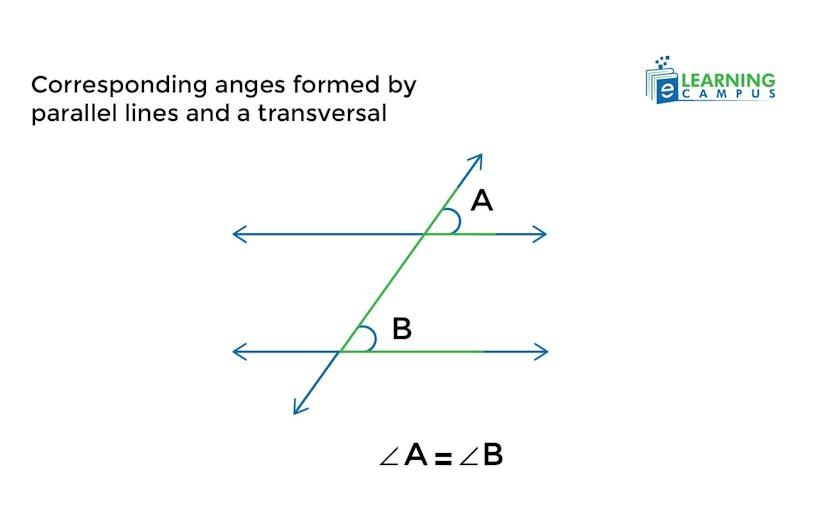 Corresponding anges formed by
parallel lines and a transversal
e LEARNING
CAMPUS
A
B
∠A = ∠B